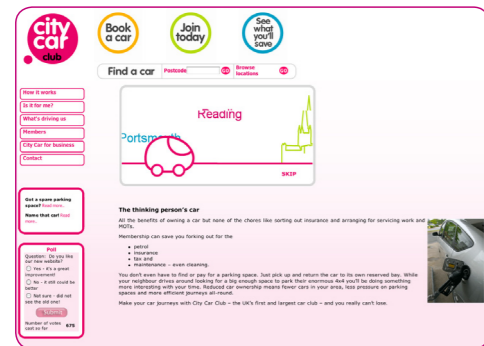 city
car
club
Book
a car
Join
today
See
what
you'll
save
Find a car
Postcode
GO
Browse
locations
GO
How it works
Is it for me?
What's driving us
Members
City Car for business
Contact
Reading
Portsmouth
SKIP
Got a spare parking
space? Read more..
Name that car! Read
more..
Poll
Question: Do you like
our new website?
Yes - it's a great
improvement!
No - it still could be
better
Not sure - did not
see the old one!
Submit
Number of votes
cast so far 675
The thinking person's car
All the benefits of owning a car but none of the chores like sorting out insurance and arranging for servicing work and
MOTs.
Membership can save you forking out for the
petrol
insurance
tax and
maintenance – even cleaning.
You don't even have to find or pay for a parking space. Just pick up and return the car to its own reserved bay. While
your neighbour drives around looking for a big enough space to park their enormous 4x4 you'll be doing something
more interesting with your time. Reduced car ownership means fewer cars in your area, less pressure on parking
spaces and more efficient journeys all-round.
Make your car journeys with City Car Club – the UK's first and largest car club – and you really can't lose.